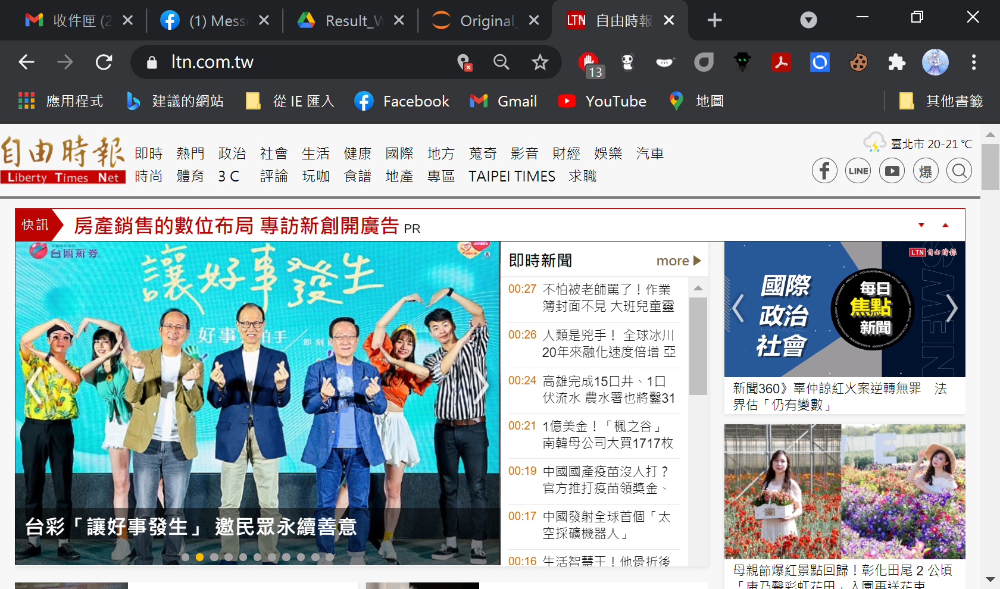 收件匣 (2
(1) Mess
Result_W
Original_
自由時報
ltn.com.tw
13
應用程式
建議的網站
從 IE 匯入
Facebook
Gmail
YouTube
地圖
其他書籤
自由時報
Liberty Times Net
即時 熱門 政治 社會 生活 健康 國際 地方 蒐奇 影音 財經 娛樂 汽車
時尚 體育 3 C 評論 玩咖 食譜 地產 專區 TAIPEI TIMES 求職
臺北市 20-21 ℃
LINE
爆
快訊
房產銷售的數位布局 專訪新創開廣告 PR
台灣彩券
讓好事發生
台彩「讓好事發生」 邀民眾永續善意
即時新聞
more
00:27 不怕被老師罵了！作業
簿封面不見 大班兒童靈
00:26 人類是兇手！ 全球冰川
20年來融化速度倍增 亞
00:24 高雄完成15口井、1口
伏流水 農水署也將鑿31
00:21 1億美金！「楓之谷」
南韓母公司大買1717枚
00:19 中國國產疫苗沒人打？
官方推打疫苗領獎金、
00:17 中國發射全球首個「太
空採礦機器人」
00:16 生活智慧王！他骨折後
LTN 自由時報
NEWS
國際
政治
社會
每日
焦點
新聞
新聞360》辜仲諒紅火案逆轉無罪 法
界估「仍有變數」
母親節爆紅景點回歸！彰化田尾 2 公頃
「康乃馨彩虹花田」入園再送花束